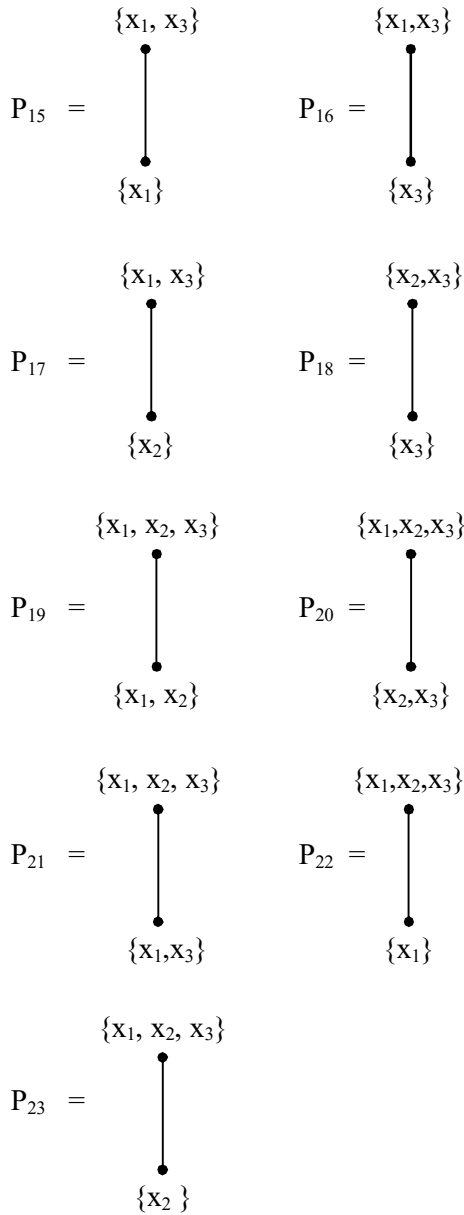 {x₁, x₃} {x₁,x₃}
P₁₅ = P₁₆ =
{x₁} {x₃}
{x₁, x₃} {x₂,x₃}
P₁₇ = P₁₈ =
{x₂} {x₃}
{x₁, x₂, x₃} {x₁,x₂,x₃}
P₁₉ = P₂₀ =
{x₁, x₂} {x₂,x₃}
{x₁, x₂, x₃} {x₁,x₂,x₃}
P₂₁ = P₂₂ =
{x₁,x₃} {x₁}
{x₁, x₂, x₃}
P₂₃ =
{x₂ }